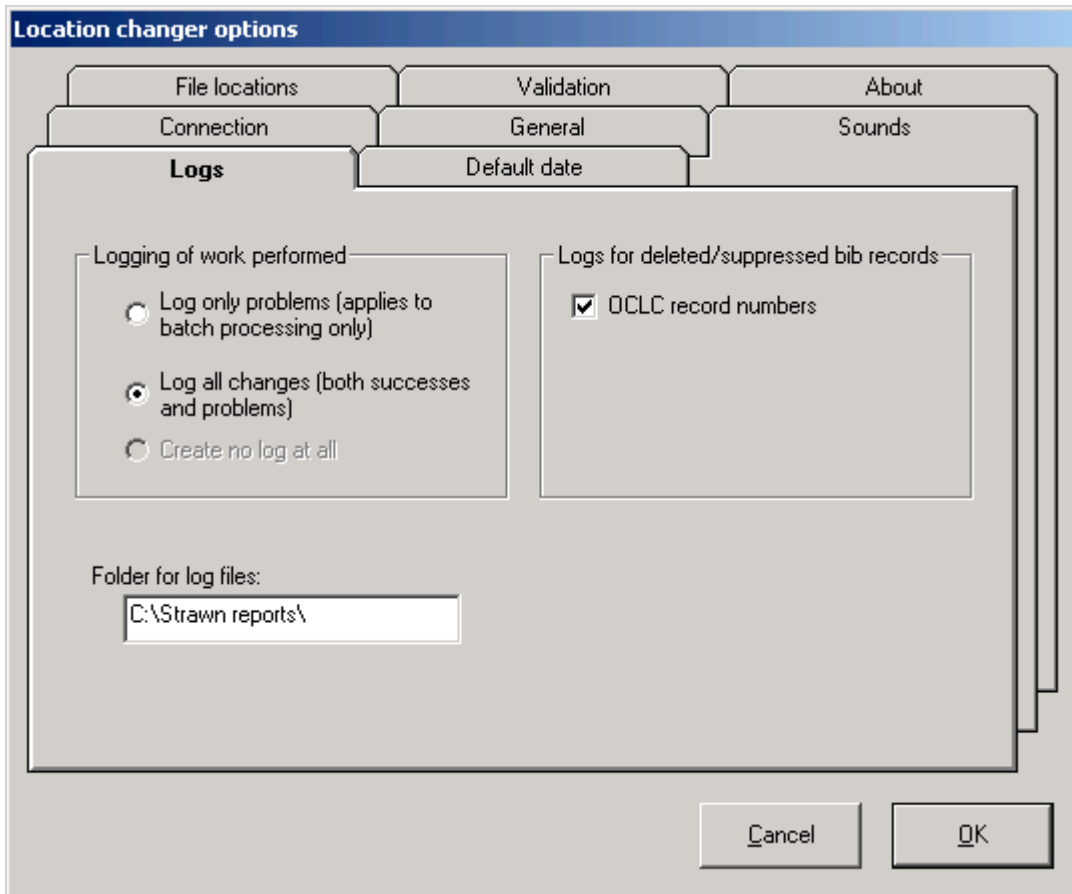 Location changer options
File locations
Validation
About
Connection
General
Sounds
Logs
Default date
Logging of work performed
Log only problems (applies to
batch processing only)
Log all changes (both successes
and problems)
Create no log at all
Logs for deleted/suppressed bib records
OCLC record numbers
Folder for log files:
C:\Strawn reports\
Cancel
OK